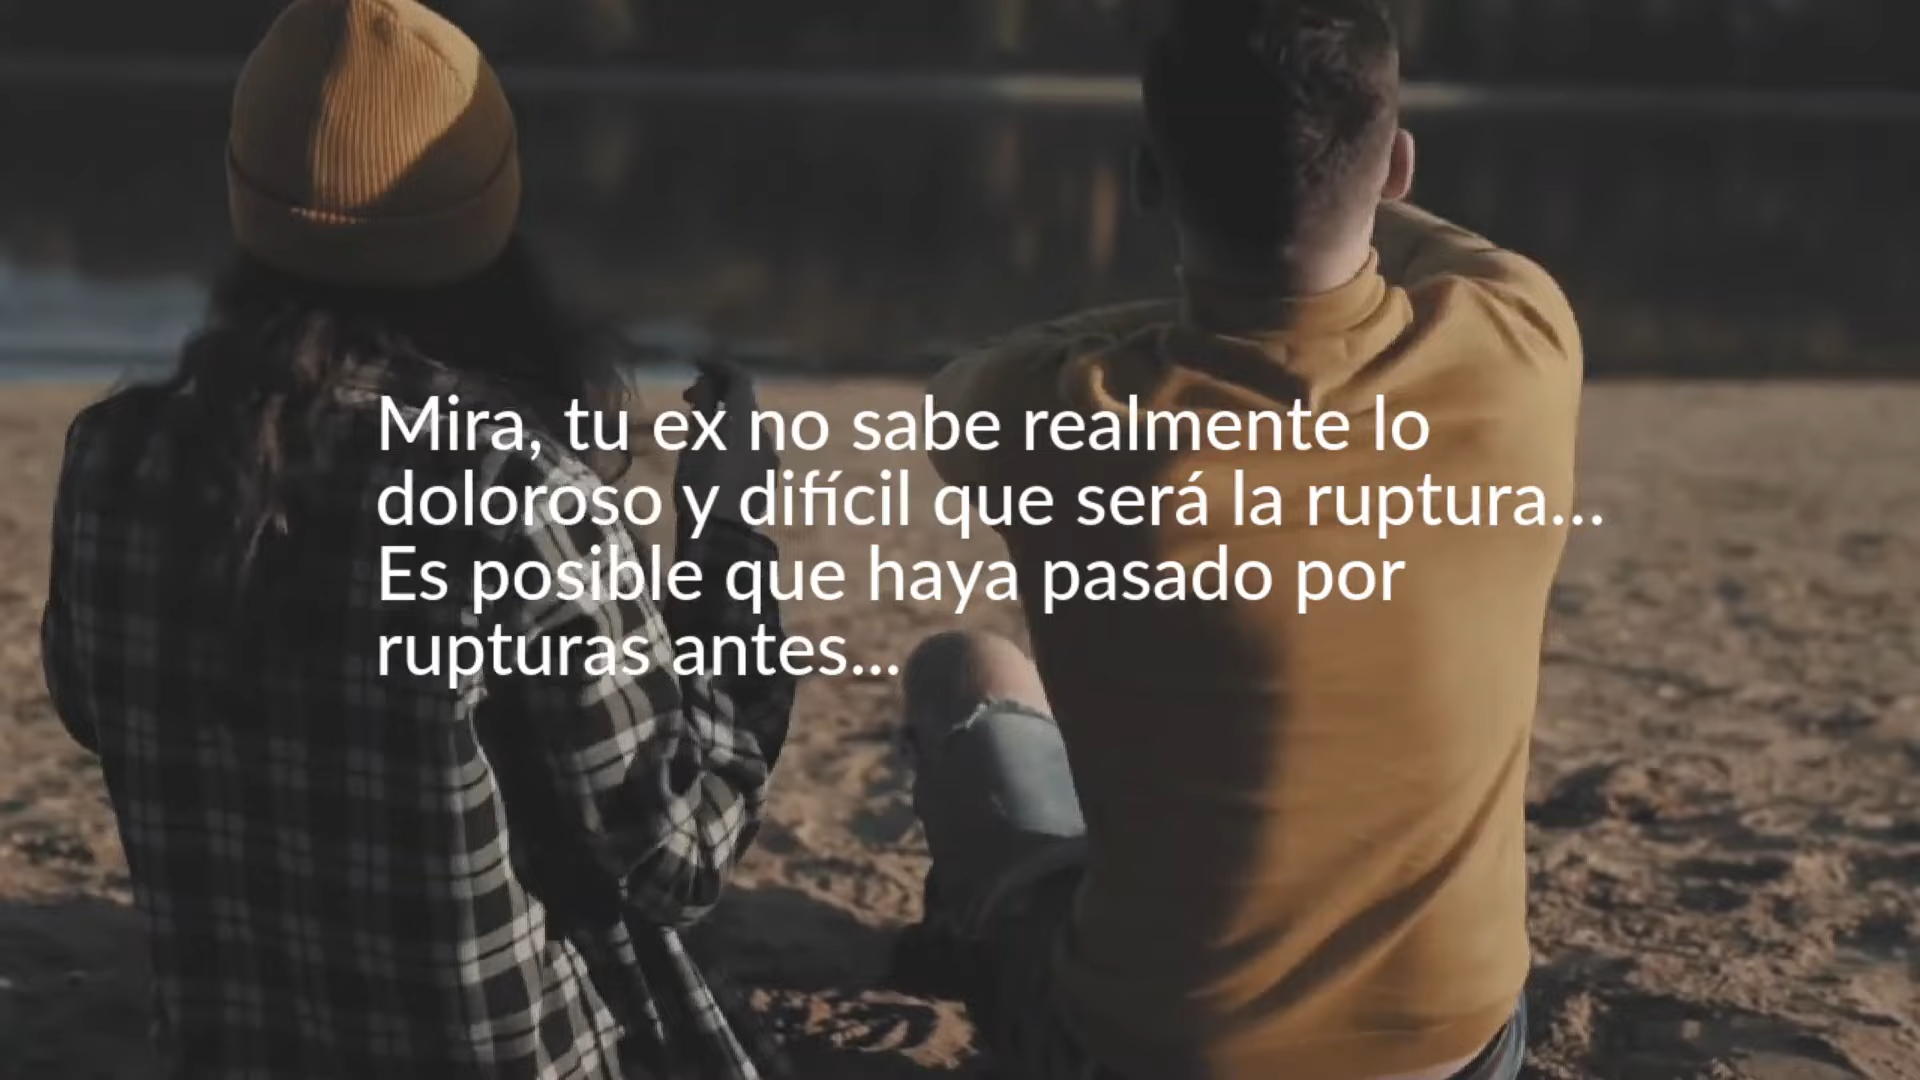 Mira, tu ex no sabe realmente lo
doloroso y difícil que será la ruptura...
Es posible que haya pasado por
rupturas antes...